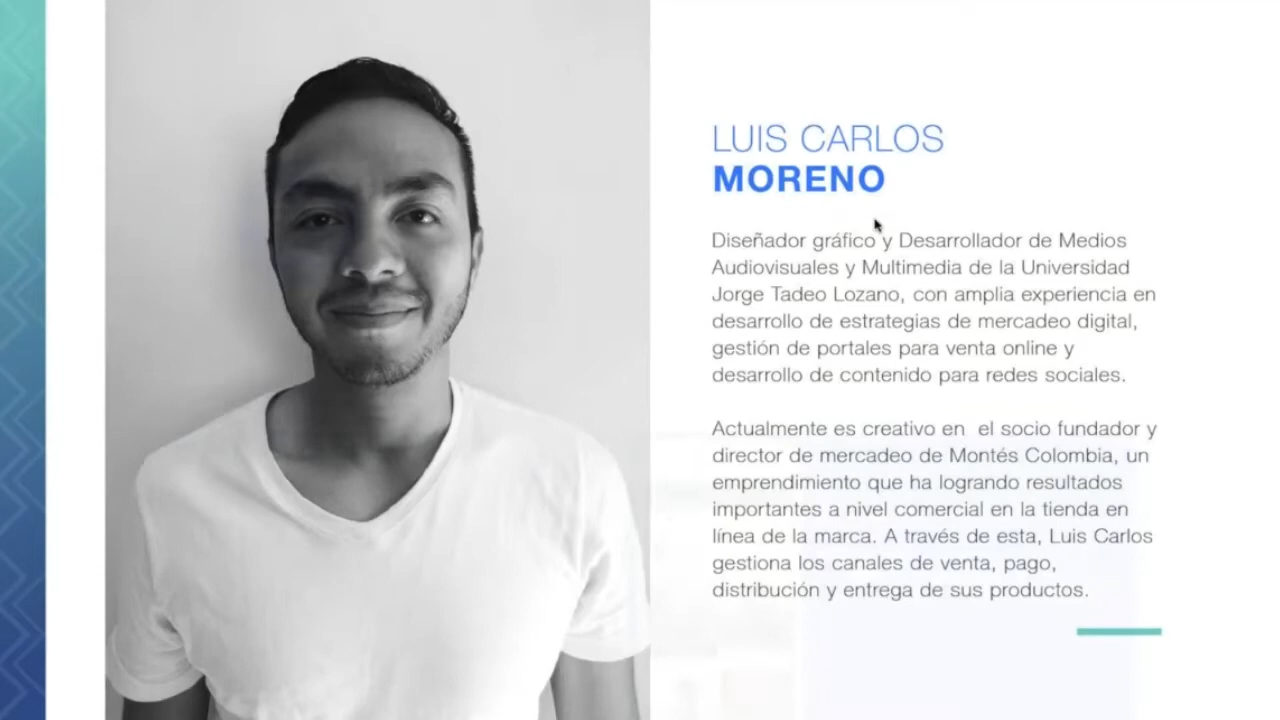 LUIS CARLOS
MORENO
Diseñador gráfico y Desarrollador de Medios
Audiovisuales y Multimedia de la Universidad
Jorge Tadeo Lozano, con amplia experiencia en
desarrollo de estrategias de mercadeo digital,
gestión de portales para venta online y
desarrollo de contenido para redes sociales.
Actualmente es creativo en  el socio fundador y
director de mercadeo de Montés Colombia, un
emprendimiento que ha logrando resultados
importantes a nivel comercial en la tienda en
línea de la marca. A través de esta, Luis Carlos
gestiona los canales de venta, pago,
distribución y entrega de sus productos.